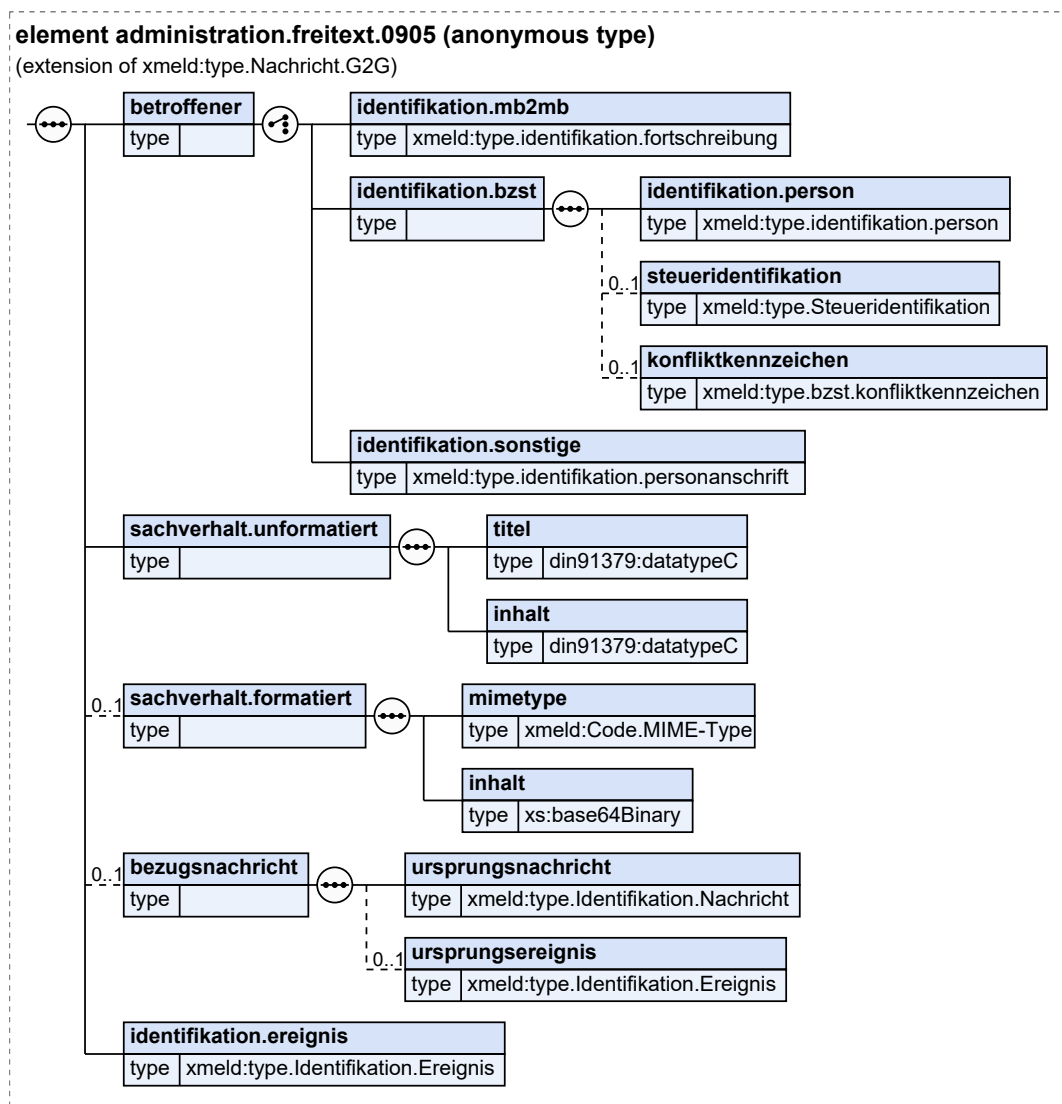 element administration.freitext.0905 (anonymous type)
(extension of xmeld:type.Nachricht.G2G)
betroffener
type
identifikation.mb2mb
type xmeld:type.identifikation.fortschreibung
identifikation.bzst
type
identifikation.person
type xmeld:type.identifikation.person
0..1
steueridentifikation
type xmeld:type.Steueridentifikation
0..1
konfliktkennzeichen
type xmeld:type.bzst.konfliktkennzeichen
identifikation.sonstige
type xmeld:type.identifikation.personanschrift
sachverhalt.unformatiert
type
titel
type din91379:datatypeC
inhalt
type din91379:datatypeC
0..1
sachverhalt.formatiert
type
mimetype
type xmeld:Code.MIME-Type
inhalt
type xs:base64Binary
0..1
bezugsnachricht
type
ursprungsnachricht
type xmeld:type.Identifikation.Nachricht
0..1
ursprungsereignis
type xmeld:type.Identifikation.Ereignis
identifikation.ereignis
type xmeld:type.Identifikation.Ereignis